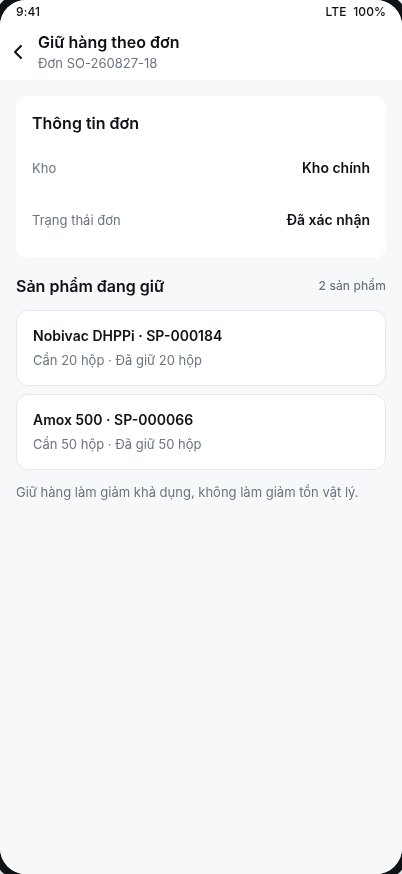 9:41
LTE 100%
Giữ hàng theo đơn
Đơn SO-260827-18
Thông tin đơn
Kho
Kho chính
Trạng thái đơn
Đã xác nhận
Sản phẩm đang giữ
2 sản phẩm
Nobivac DHPPi · SP-000184
Cần 20 hộp · Đã giữ 20 hộp
Amox 500 · SP-000066
Cần 50 hộp · Đã giữ 50 hộp
Giữ hàng làm giảm khả dụng, không làm giảm tồn vật lý.